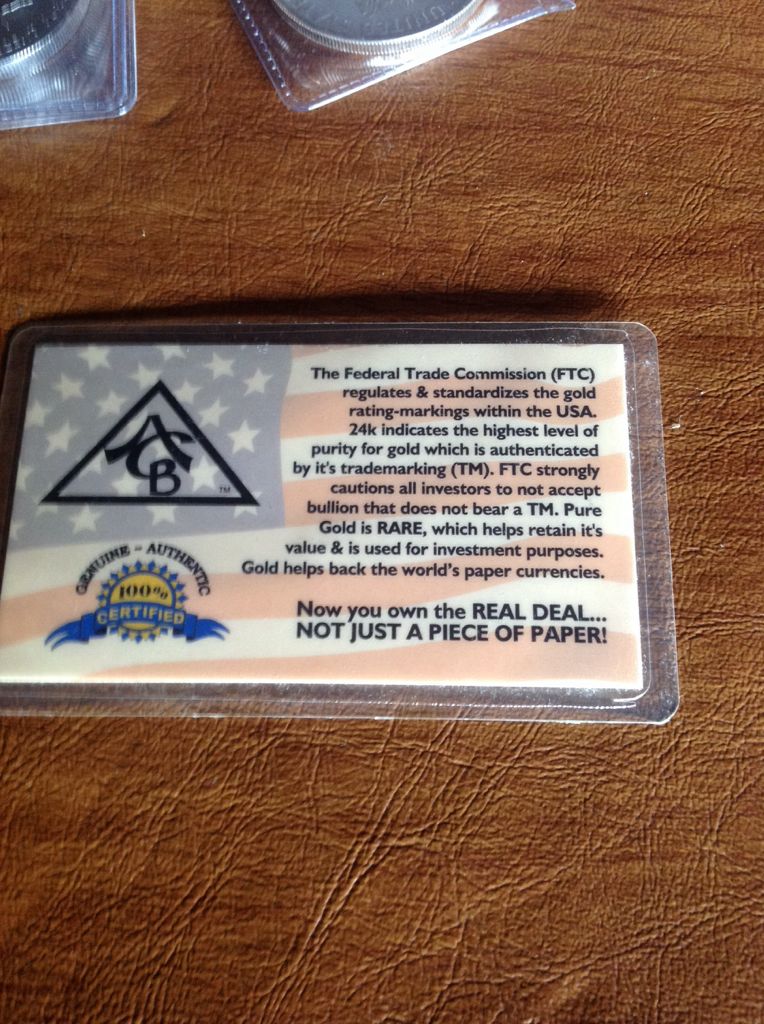 UNITED
The Federal Trade Commission (FTC)
regulates & standardizes the gold
rating-markings within the USA.
24k indicates the highest level of
purity for gold which is authenticated
by it's trademarking (TM). FTC strongly
cautions all investors to not accept
bullion that does not bear a TM. Pure
Gold is RARE, which helps retain it's
value & is used for investment purposes.
Gold helps back the world's paper currencies.
Now you own the REAL DEAL...
NOT JUST A PIECE OF PAPER!
ACB
TM
GENUINE - AUTHENTIC
100%
CERTIFIED